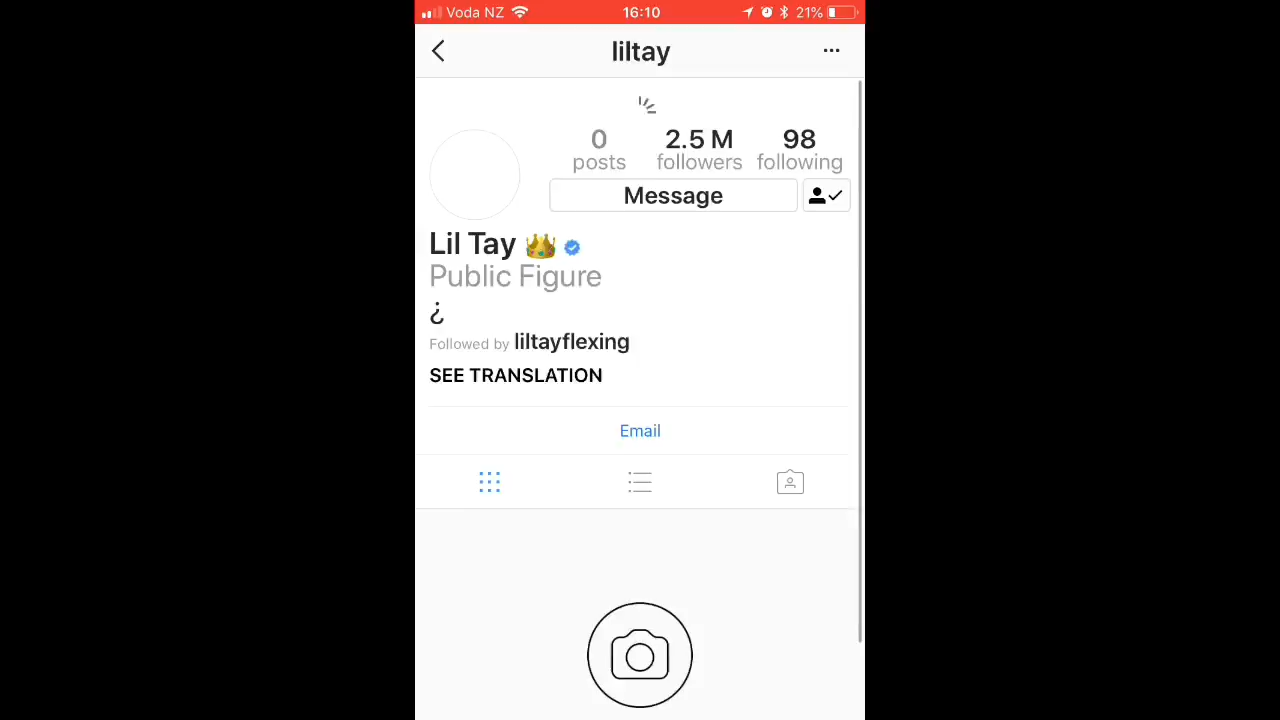 Voda NZ 16:10 21%
liltay
0 2.5 M 98
posts followers following
Message
Lil Tay 👑
Public Figure
¿
Followed by liltayflexing
SEE TRANSLATION
Email